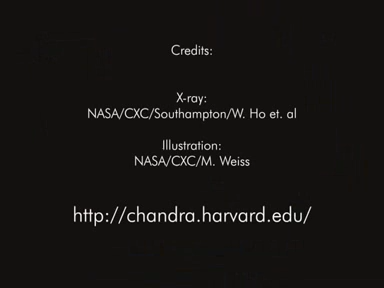 Credits:
X-ray:
NASA/CXC/Southampton/W. Ho et. al
Illustration:
NASA/CXC/M. Weiss
http://chandra.harvard.edu/